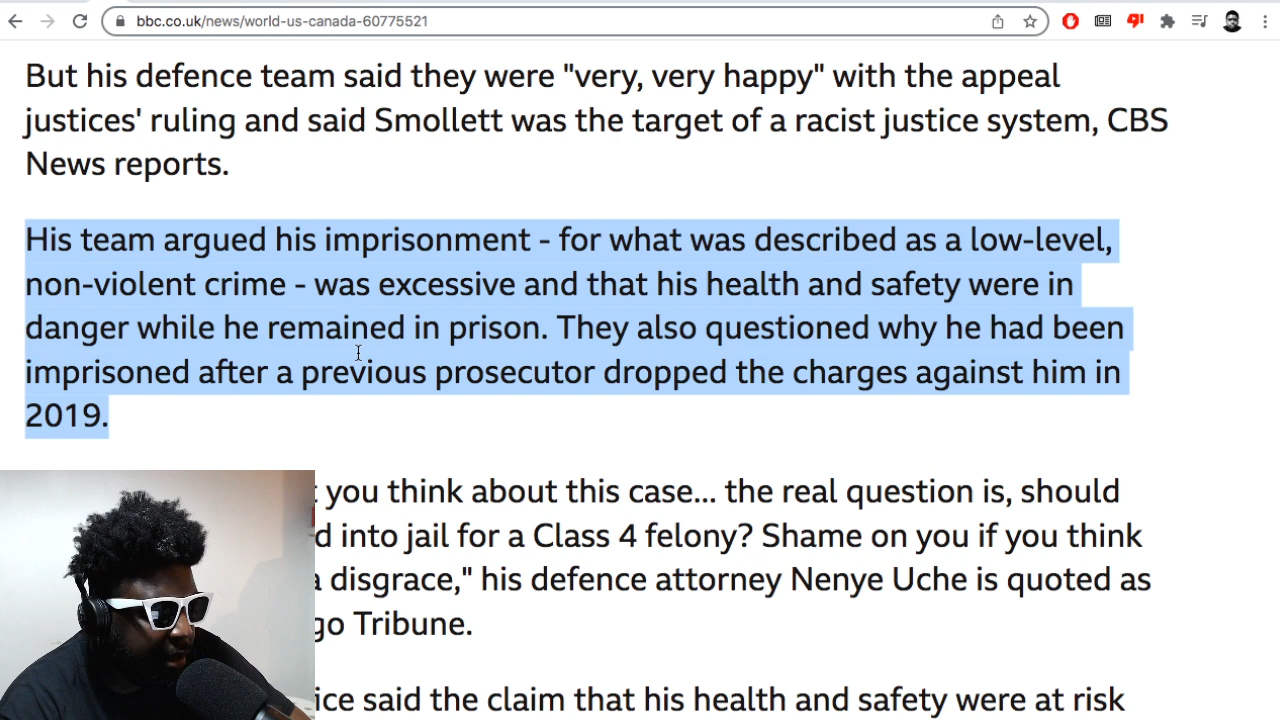 bbc.co.uk/news/world-us-canada-60775521
But his defence team said they were "very, very happy" with the appeal
justices' ruling and said Smollett was the target of a racist justice system, CBS
News reports.
His team argued his imprisonment - for what was described as a low-level,
non-violent crime - was excessive and that his health and safety were in
danger while he remained in prison. They also questioned why he had been
imprisoned after a previous prosecutor dropped the charges against him in
2019.
you think about this case... the real question is, should
into jail for a Class 4 felony? Shame on you if you think
disgrace," his defence attorney Nenye Uche is quoted as
Tribune.
said the claim that his health and safety were at risk